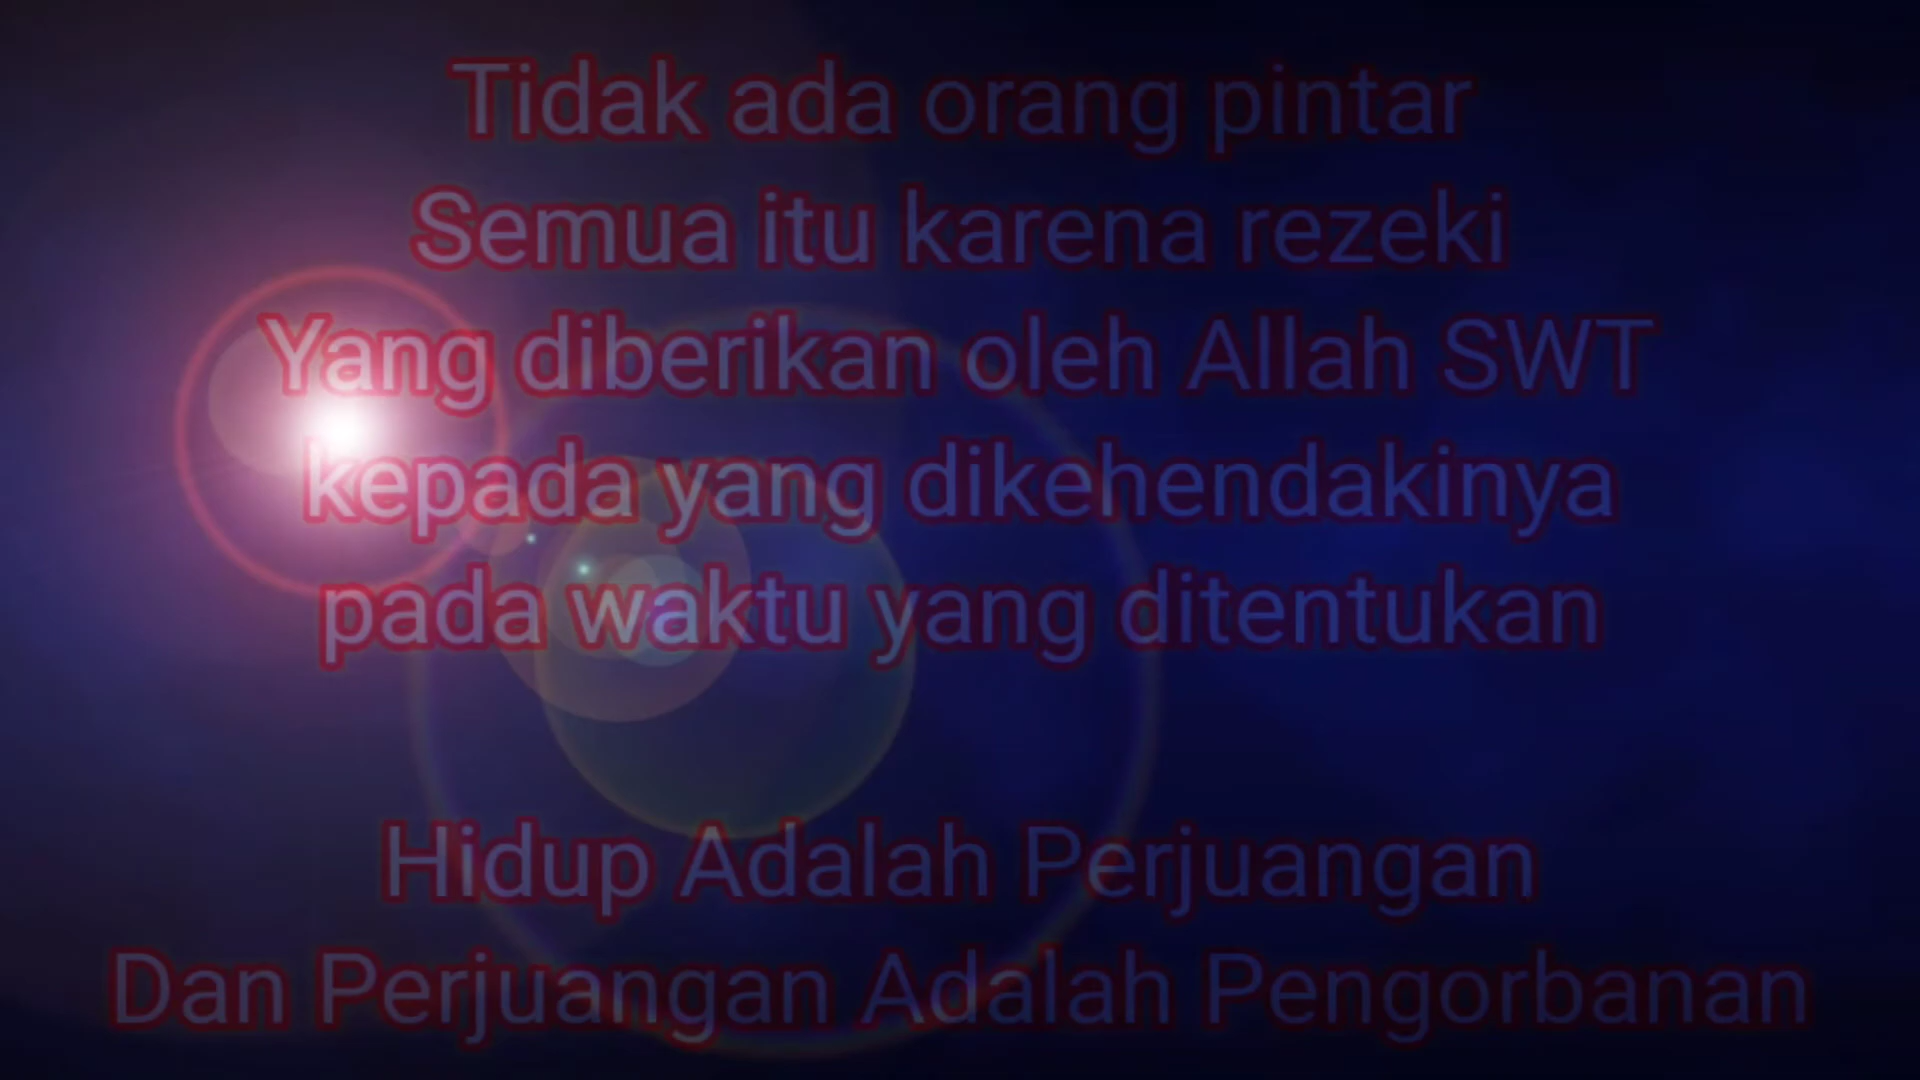 Tidak ada orang pintar
Semua itu karena rezeki
Yang diberikan oleh Allah SWT
kepada yang dikehendakinya
pada waktu yang ditentukan
Hidup Adalah Perjuangan
Dan Perjuangan Adalah Pengorbanan